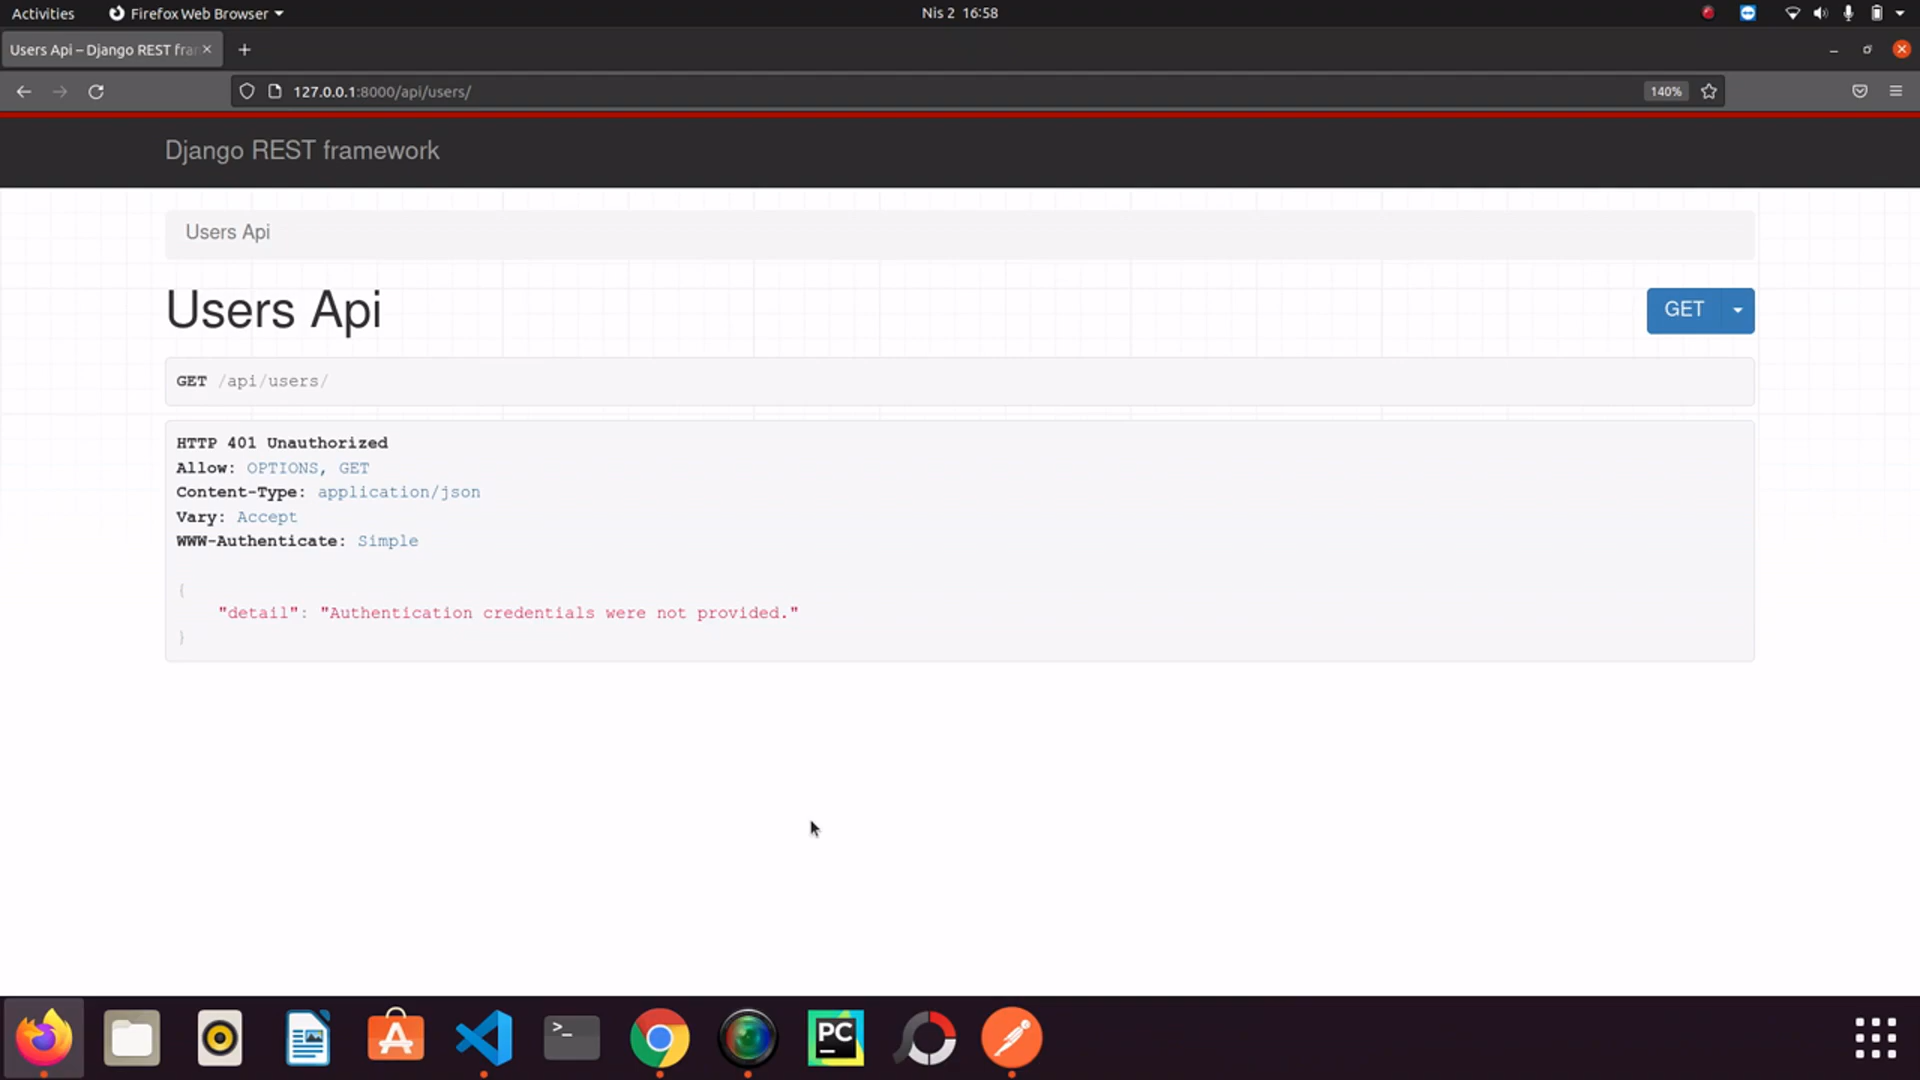 Activities
Firefox Web Browser
Nis 2 16:58
Users Api – Django REST fra
127.0.0.1:8000/api/users/
140%
Django REST framework
Users Api
Users Api
GET
GET /api/users/
HTTP 401 Unauthorized
Allow: OPTIONS, GET
Content-Type: application/json
Vary: Accept
WWW-Authenticate: Simple
{
"detail": "Authentication credentials were not provided."
}
>_
PC